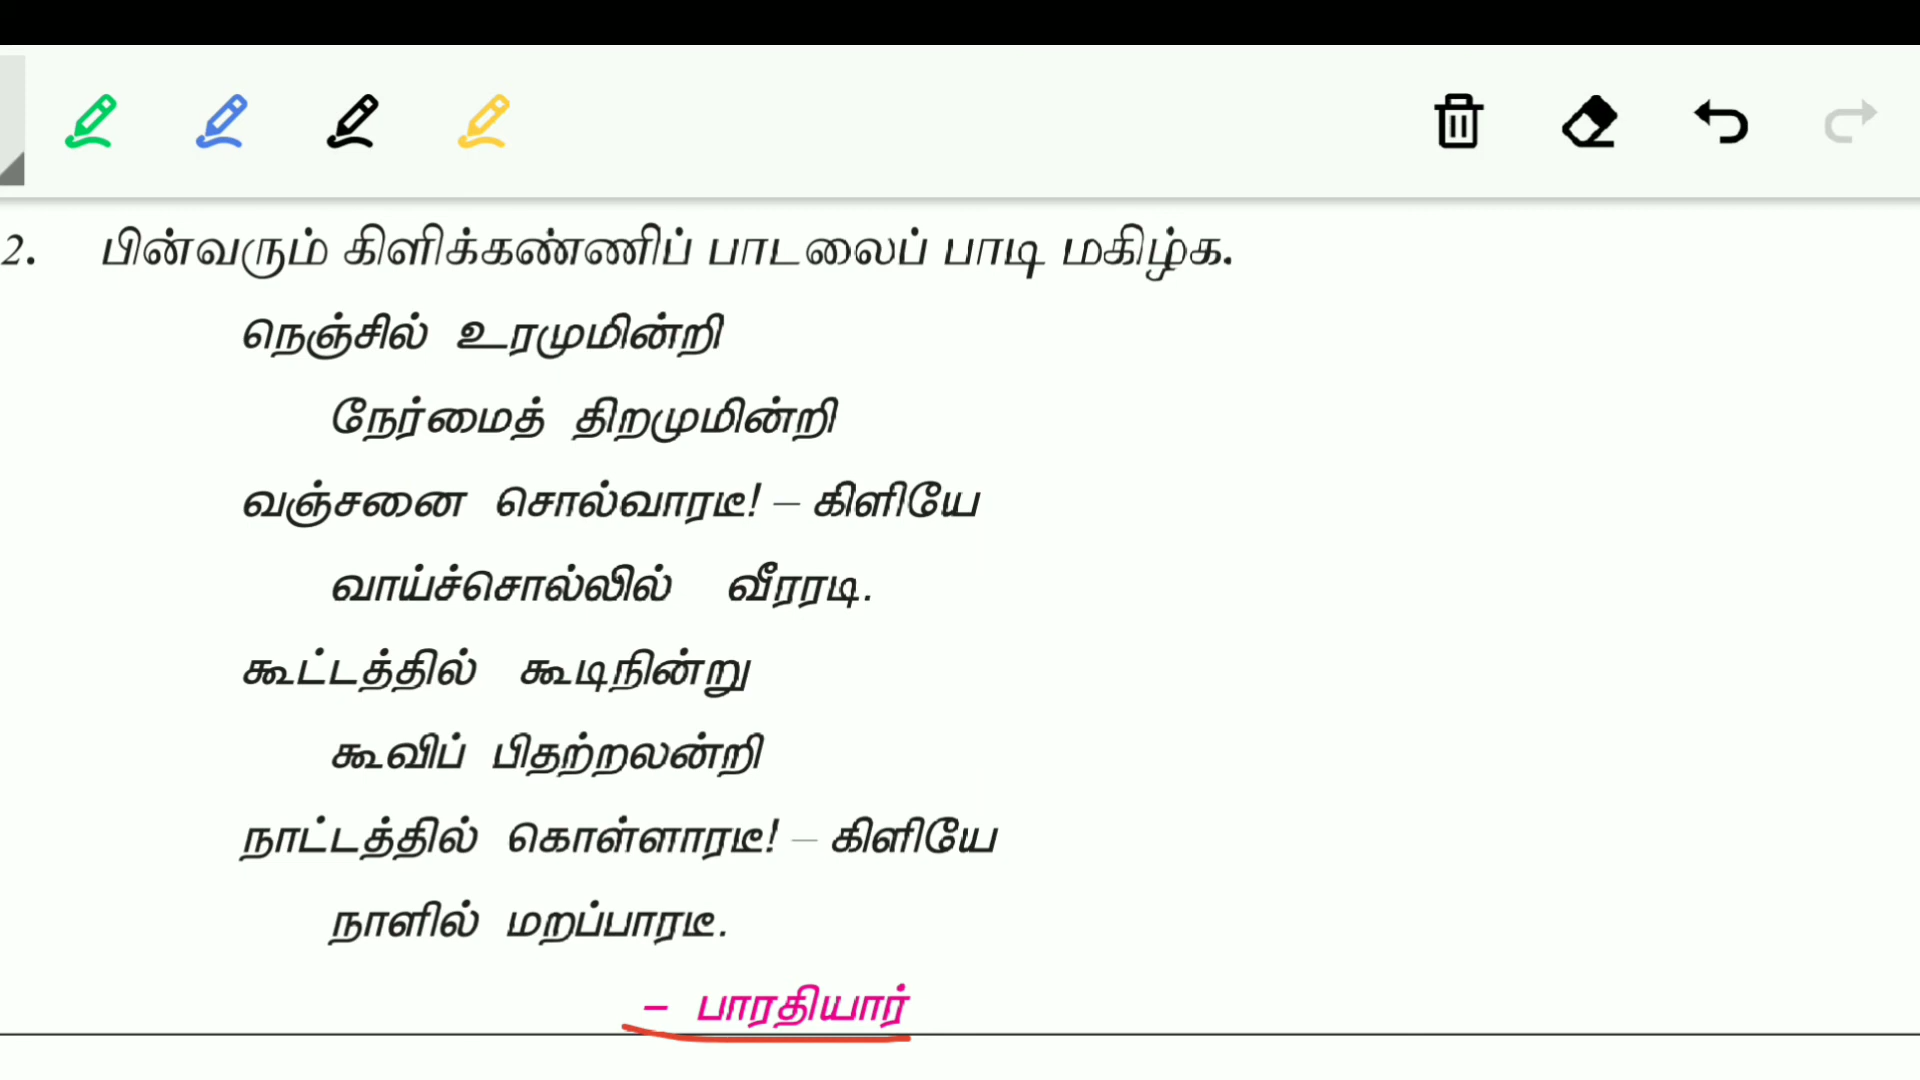 2. பின்வரும் கிளிக்கண்ணிப் பாடலைப் பாடி மகிழ்க.
நெஞ்சில் உரமுமின்றி
நேர்மைத் திறமுமின்றி
வஞ்சனை சொல்வாரடீ! – கிளியே
வாய்ச்சொல்லில் வீரரடி.
கூட்டத்தில் கூடிநின்று
கூவிப் பிதற்றலன்றி
நாட்டத்தில் கொள்ளாரடீ! – கிளியே
நாளில் மறப்பாரடீ.
– பாரதியார்